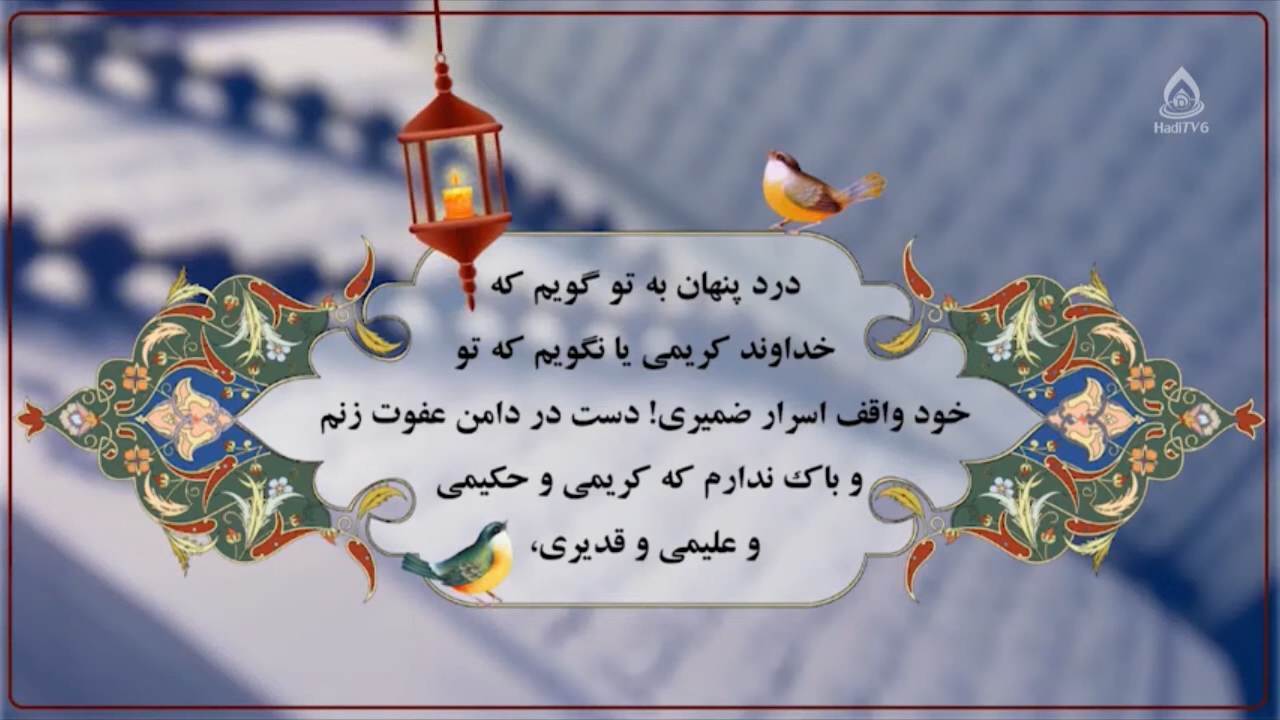 HadiTV6
درد پنهان به تو گویم که
خداوند کریمی یا نگویم که تو
خود واقف اسرار ضمیری! دست در دامن عفوت زنم
و باک ندارم که کریمی و حکیمی
و علیمی و قدیری،